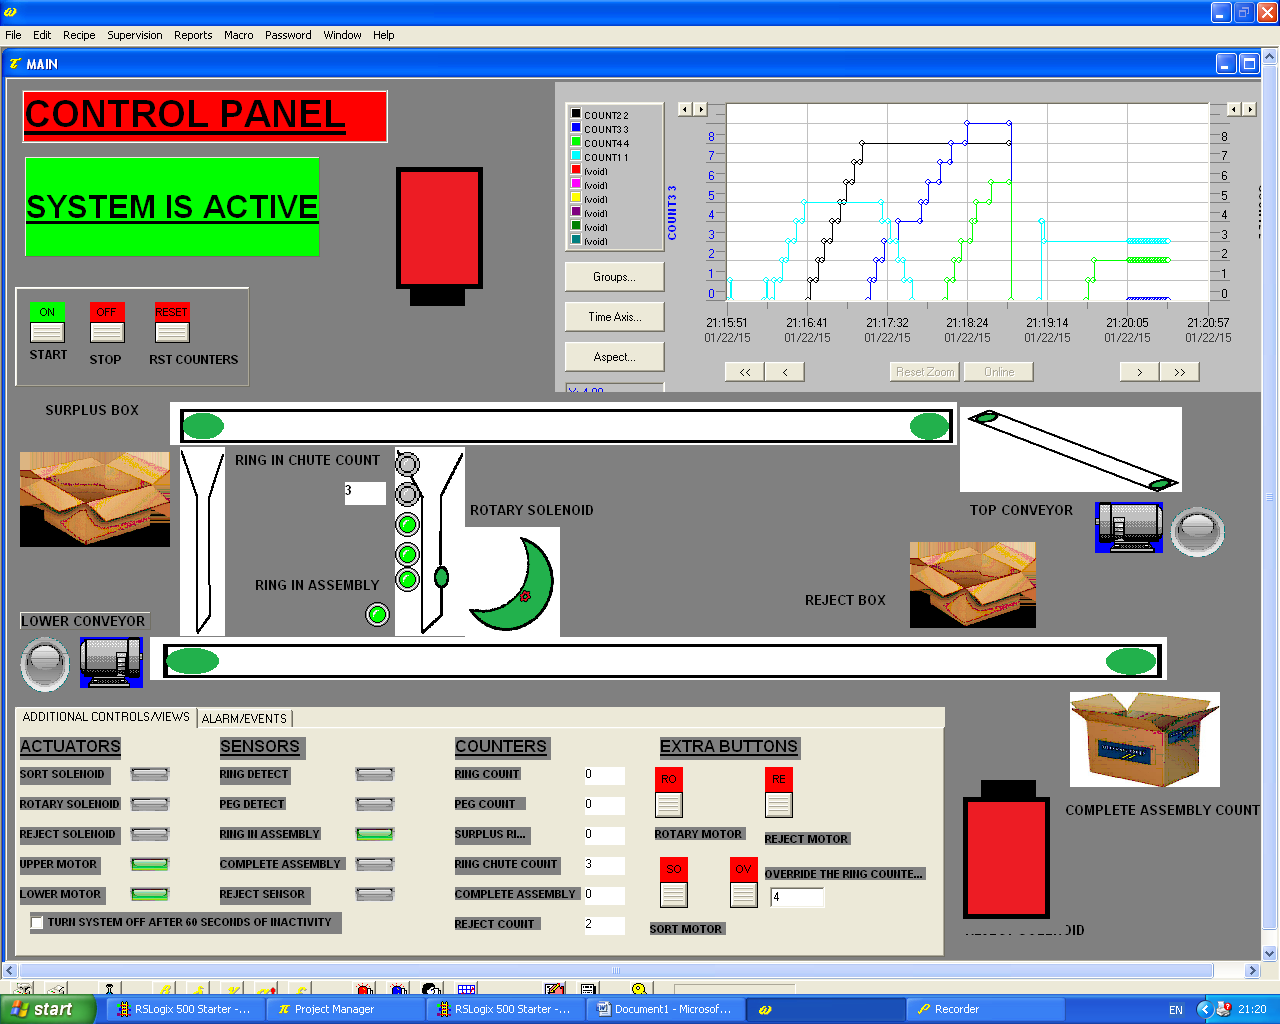 File Edit Recipe Supervision Reports Macro Password Window Help
MAIN
CONTROL PANEL
SYSTEM IS ACTIVE
ON OFF RESET
START STOP RST COUNTERS
COUNT2 2
COUNT3 3
COUNT4 4
COUNT1 1
(void)
(void)
(void)
(void)
(void)
(void)
Groups...
Time Axis...
Aspect...
COUNT3 3
8 8
7 7
6 6
5 5
4 4
3 3
2 2
1 1
0 0
21:15:51 21:16:41 21:17:32 21:18:24 21:19:14 21:20:05 21:20:57
01/22/15 01/22/15 01/22/15 01/22/15 01/22/15 01/22/15 01/22/15
<< < Reset Zoom Online > >>
SURPLUS BOX
RING IN CHUTE COUNT
3
ROTARY SOLENOID
TOP CONVEYOR
RING IN ASSEMBLY
REJECT BOX
LOWER CONVEYOR
ADDITIONAL CONTROLS/VIEWS ALARM/EVENTS
ACTUATORS SENSORS COUNTERS EXTRA BUTTONS
SORT SOLENOID RING DETECT RING COUNT 0
ROTARY SOLENOID PEG DETECT PEG COUNT 0
REJECT SOLENOID RING IN ASSEMBLY SURPLUS RI... 0
UPPER MOTOR COMPLETE ASSEMBLY RING CHUTE COUNT 3
LOWER MOTOR REJECT SENSOR COMPLETE ASSEMBLY 0
TURN SYSTEM OFF AFTER 60 SECONDS OF INACTIVITY REJECT COUNT 2
RO RE
ROTARY MOTOR REJECT MOTOR
SO OV OVERRIDE THE RING COUNTE...
4
SORT MOTOR
COMPLETE ASSEMBLY COUNT
start RSLogix 500 Starter -... Project Manager RSLogix 500 Starter -... Document1 - Microsof... Recorder EN 21:20